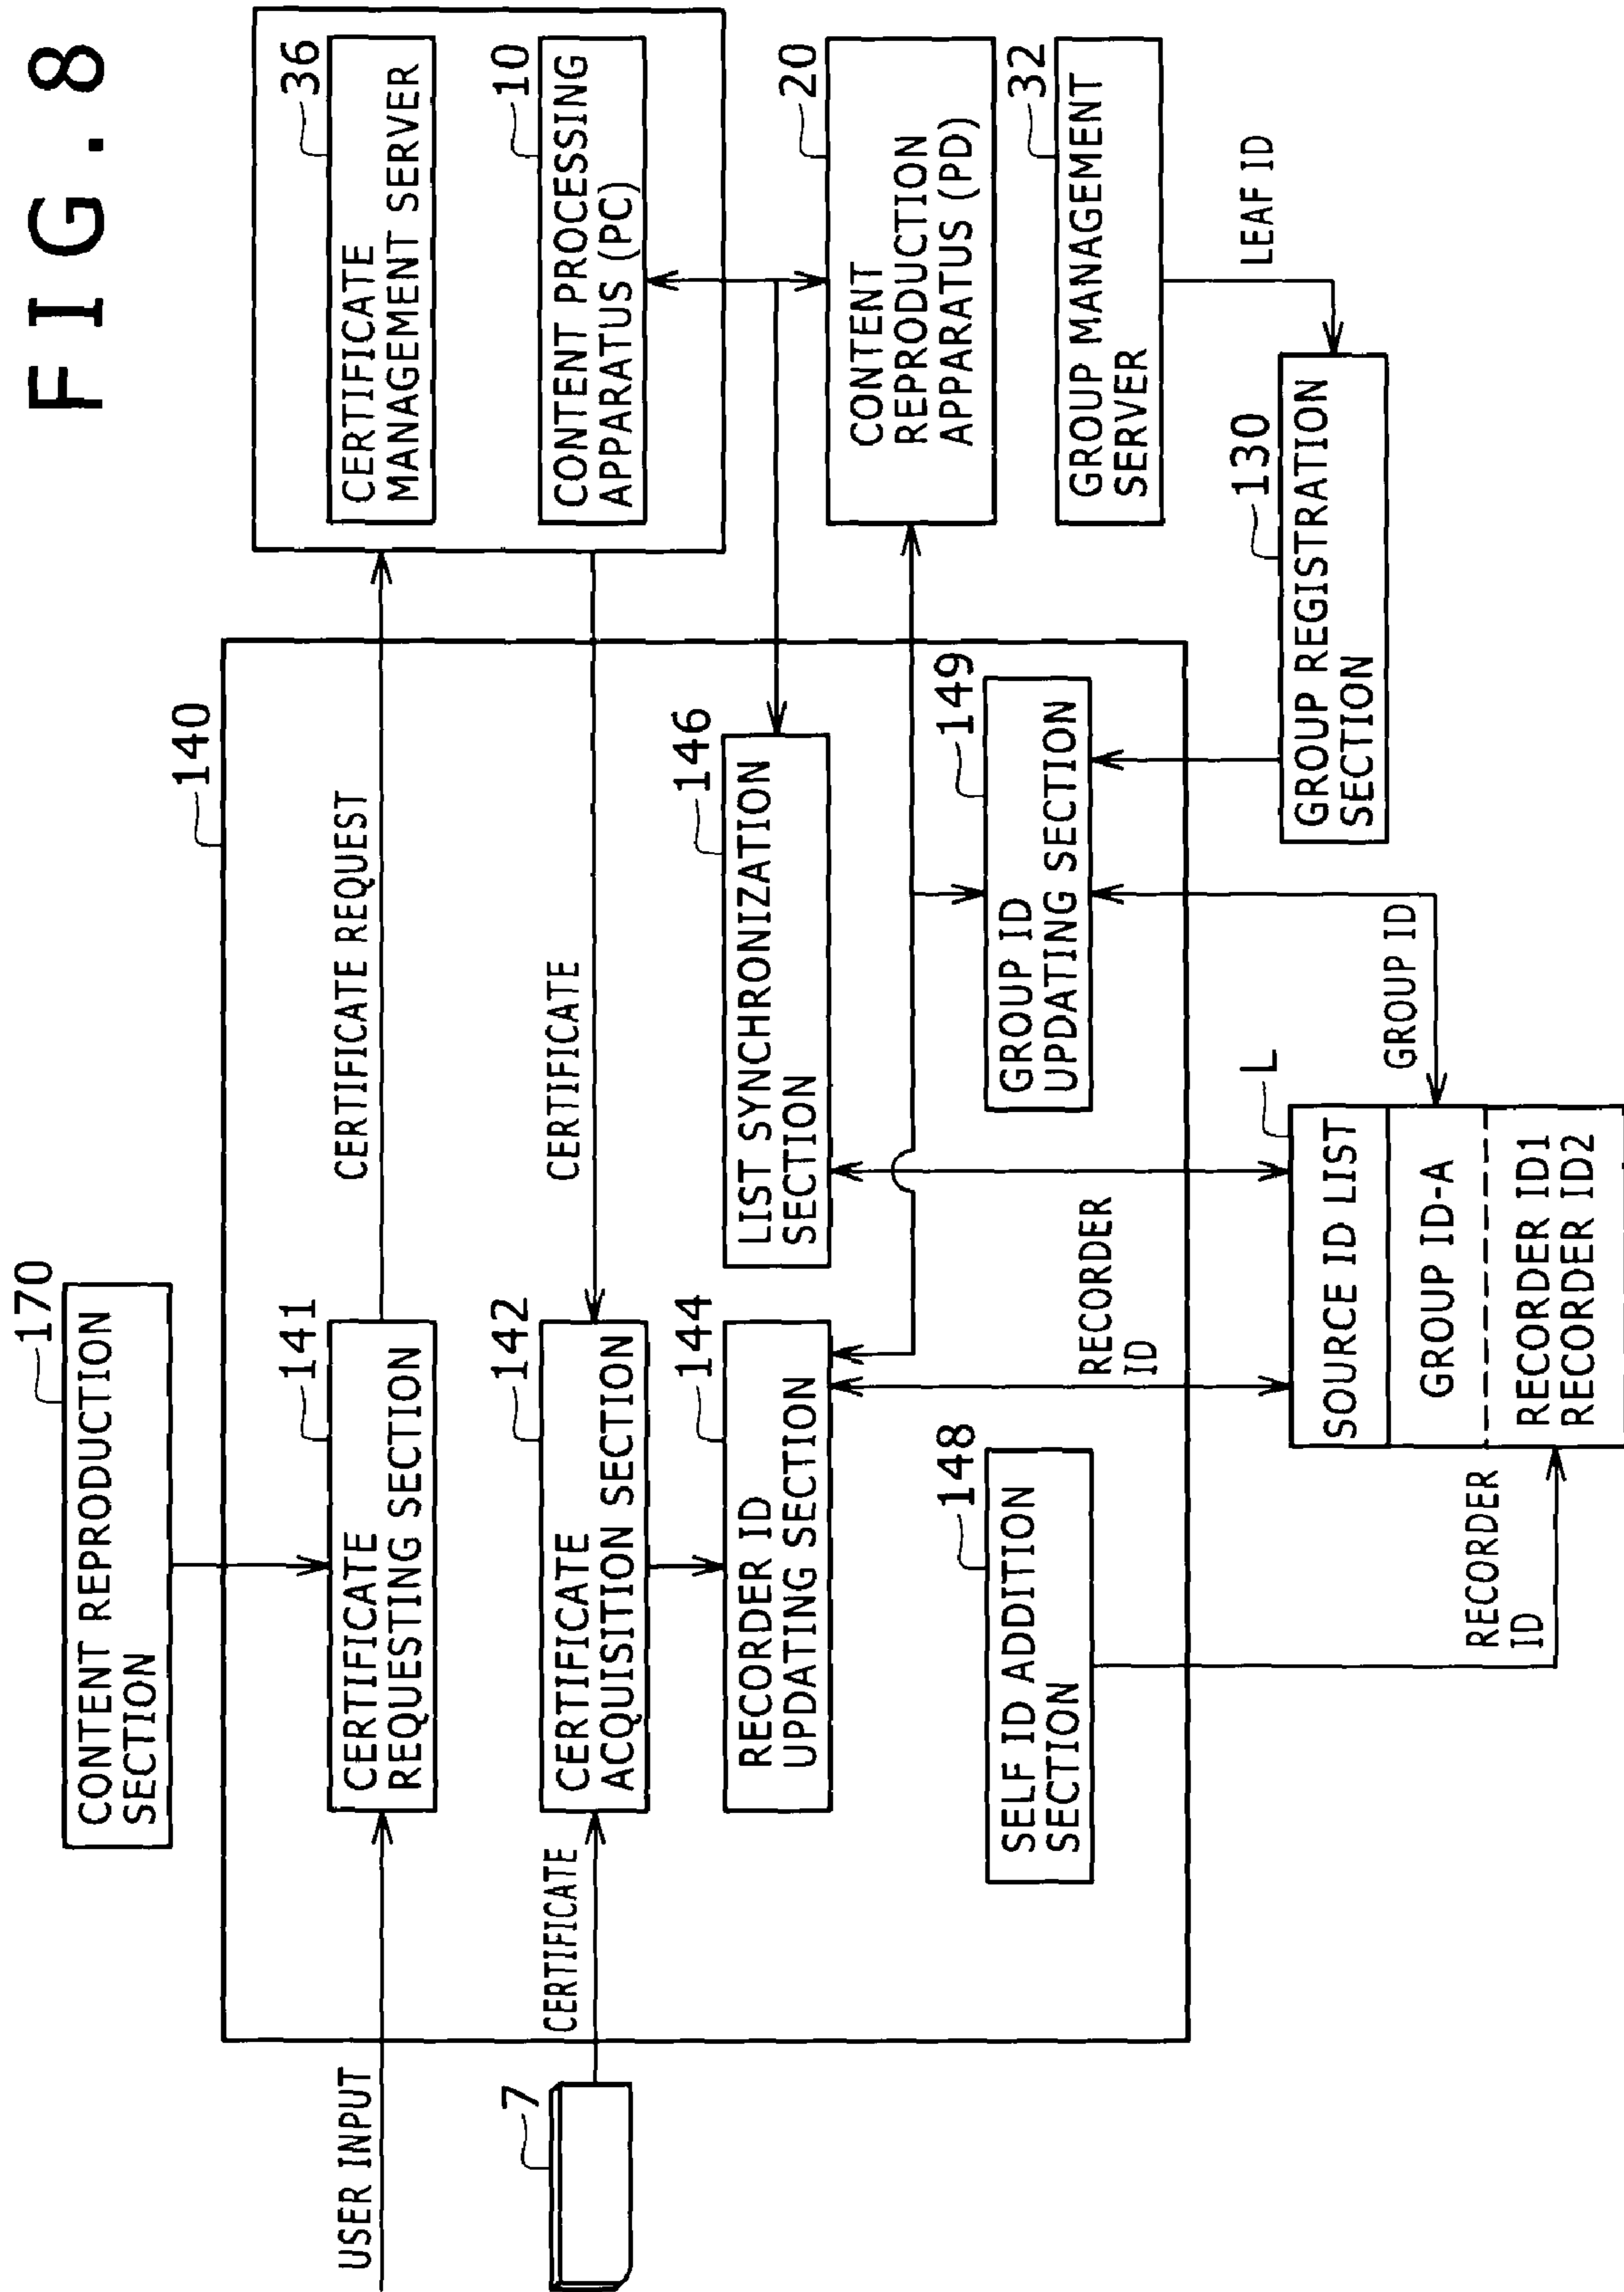 FIG. 8
170
CONTENT REPRODUCTION
SECTION
140
USER INPUT
141
CERTIFICATE
REQUESTING SECTION
CERTIFICATE REQUEST
36
CERTIFICATE
MANAGEMENT SERVER
7
CERTIFICATE
142
CERTIFICATE
ACQUISITION SECTION
CERTIFICATE
10
CONTENT PROCESSING
APPARATUS (PC)
144
RECORDER ID
UPDATING SECTION
146
LIST SYNCHRONIZATION
SECTION
20
CONTENT
REPRODUCTION
APPARATUS (PD)
148
SELF ID ADDITION
SECTION
RECORDER
ID
149
GROUP ID
UPDATING SECTION
32
GROUP MANAGEMENT
SERVER
LEAF ID
130
GROUP REGISTRATION
SECTION
RECORDER
ID
L
SOURCE ID LIST
GROUP ID-A
RECORDER ID1
RECORDER ID2
GROUP ID